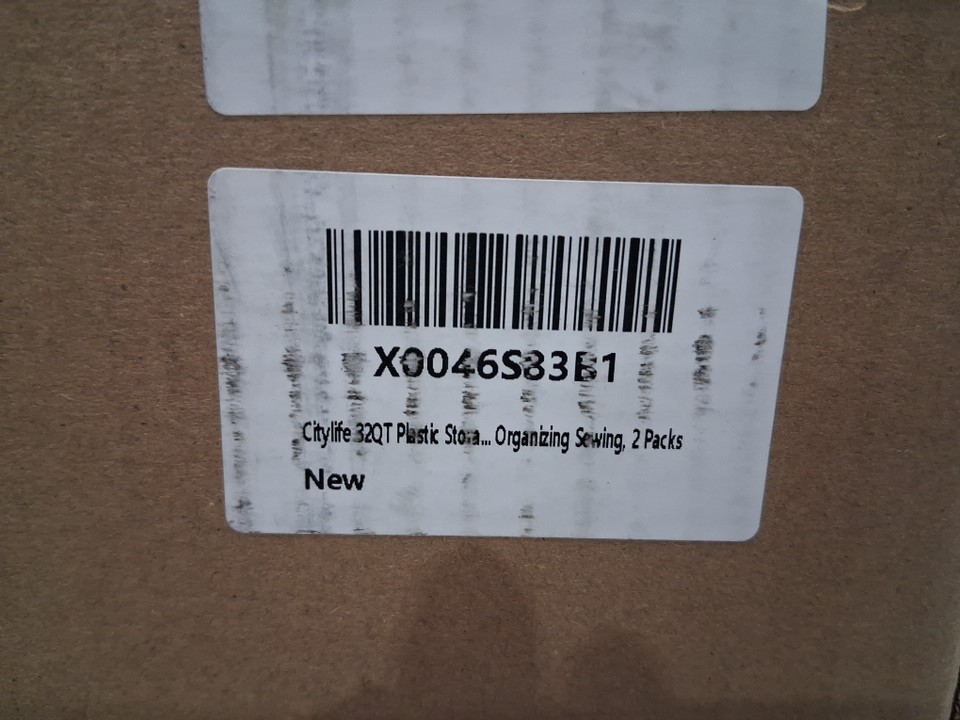 X0046S83B1
Citylife 32QT Plastic Stora... Organizing Sewing, 2 Packs
New